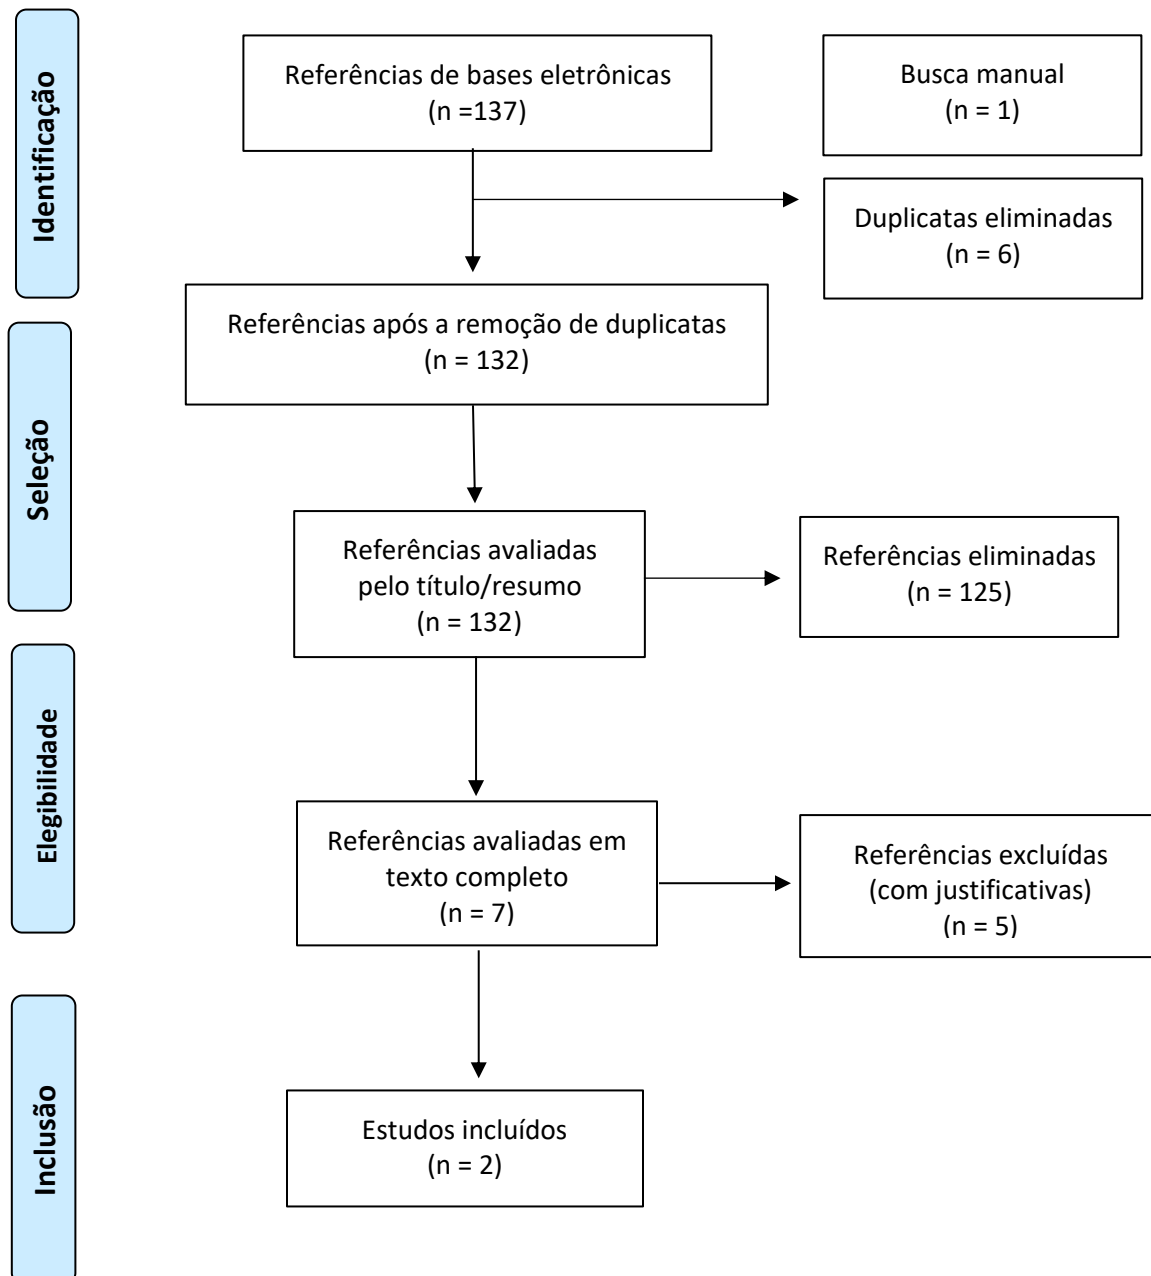 Identificação
Referências de bases eletrônicas
(n =137)
Busca manual
(n = 1)
Duplicatas eliminadas
(n = 6)
Referências após a remoção de duplicatas
(n = 132)
Seleção
Referências avaliadas
pelo título/resumo
(n = 132)
Referências eliminadas
(n = 125)
Elegibilidade
Referências avaliadas em
texto completo
(n = 7)
Referências excluídas
(com justificativas)
(n = 5)
Inclusão
Estudos incluídos
(n = 2)